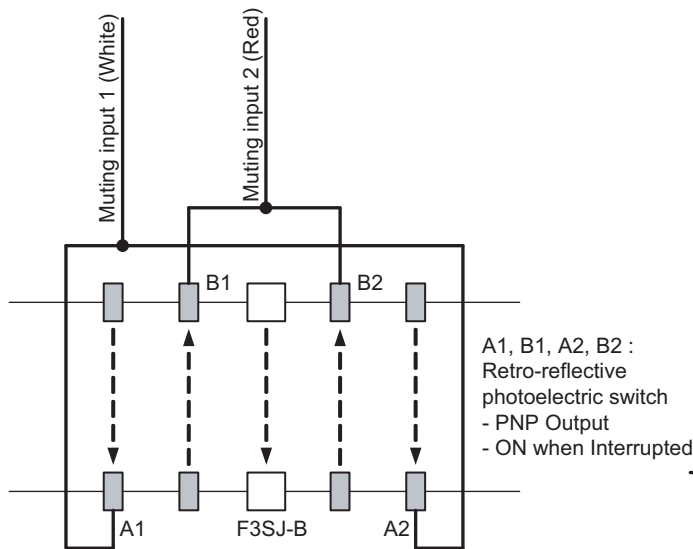 Muting input 1 (White)
Muting input 2 (Red)
B1
B2
A1, B1, A2, B2 :
Retro-reflective
photoelectric switch
- PNP Output
- ON when Interrupted
A1
F3SJ-B
A2